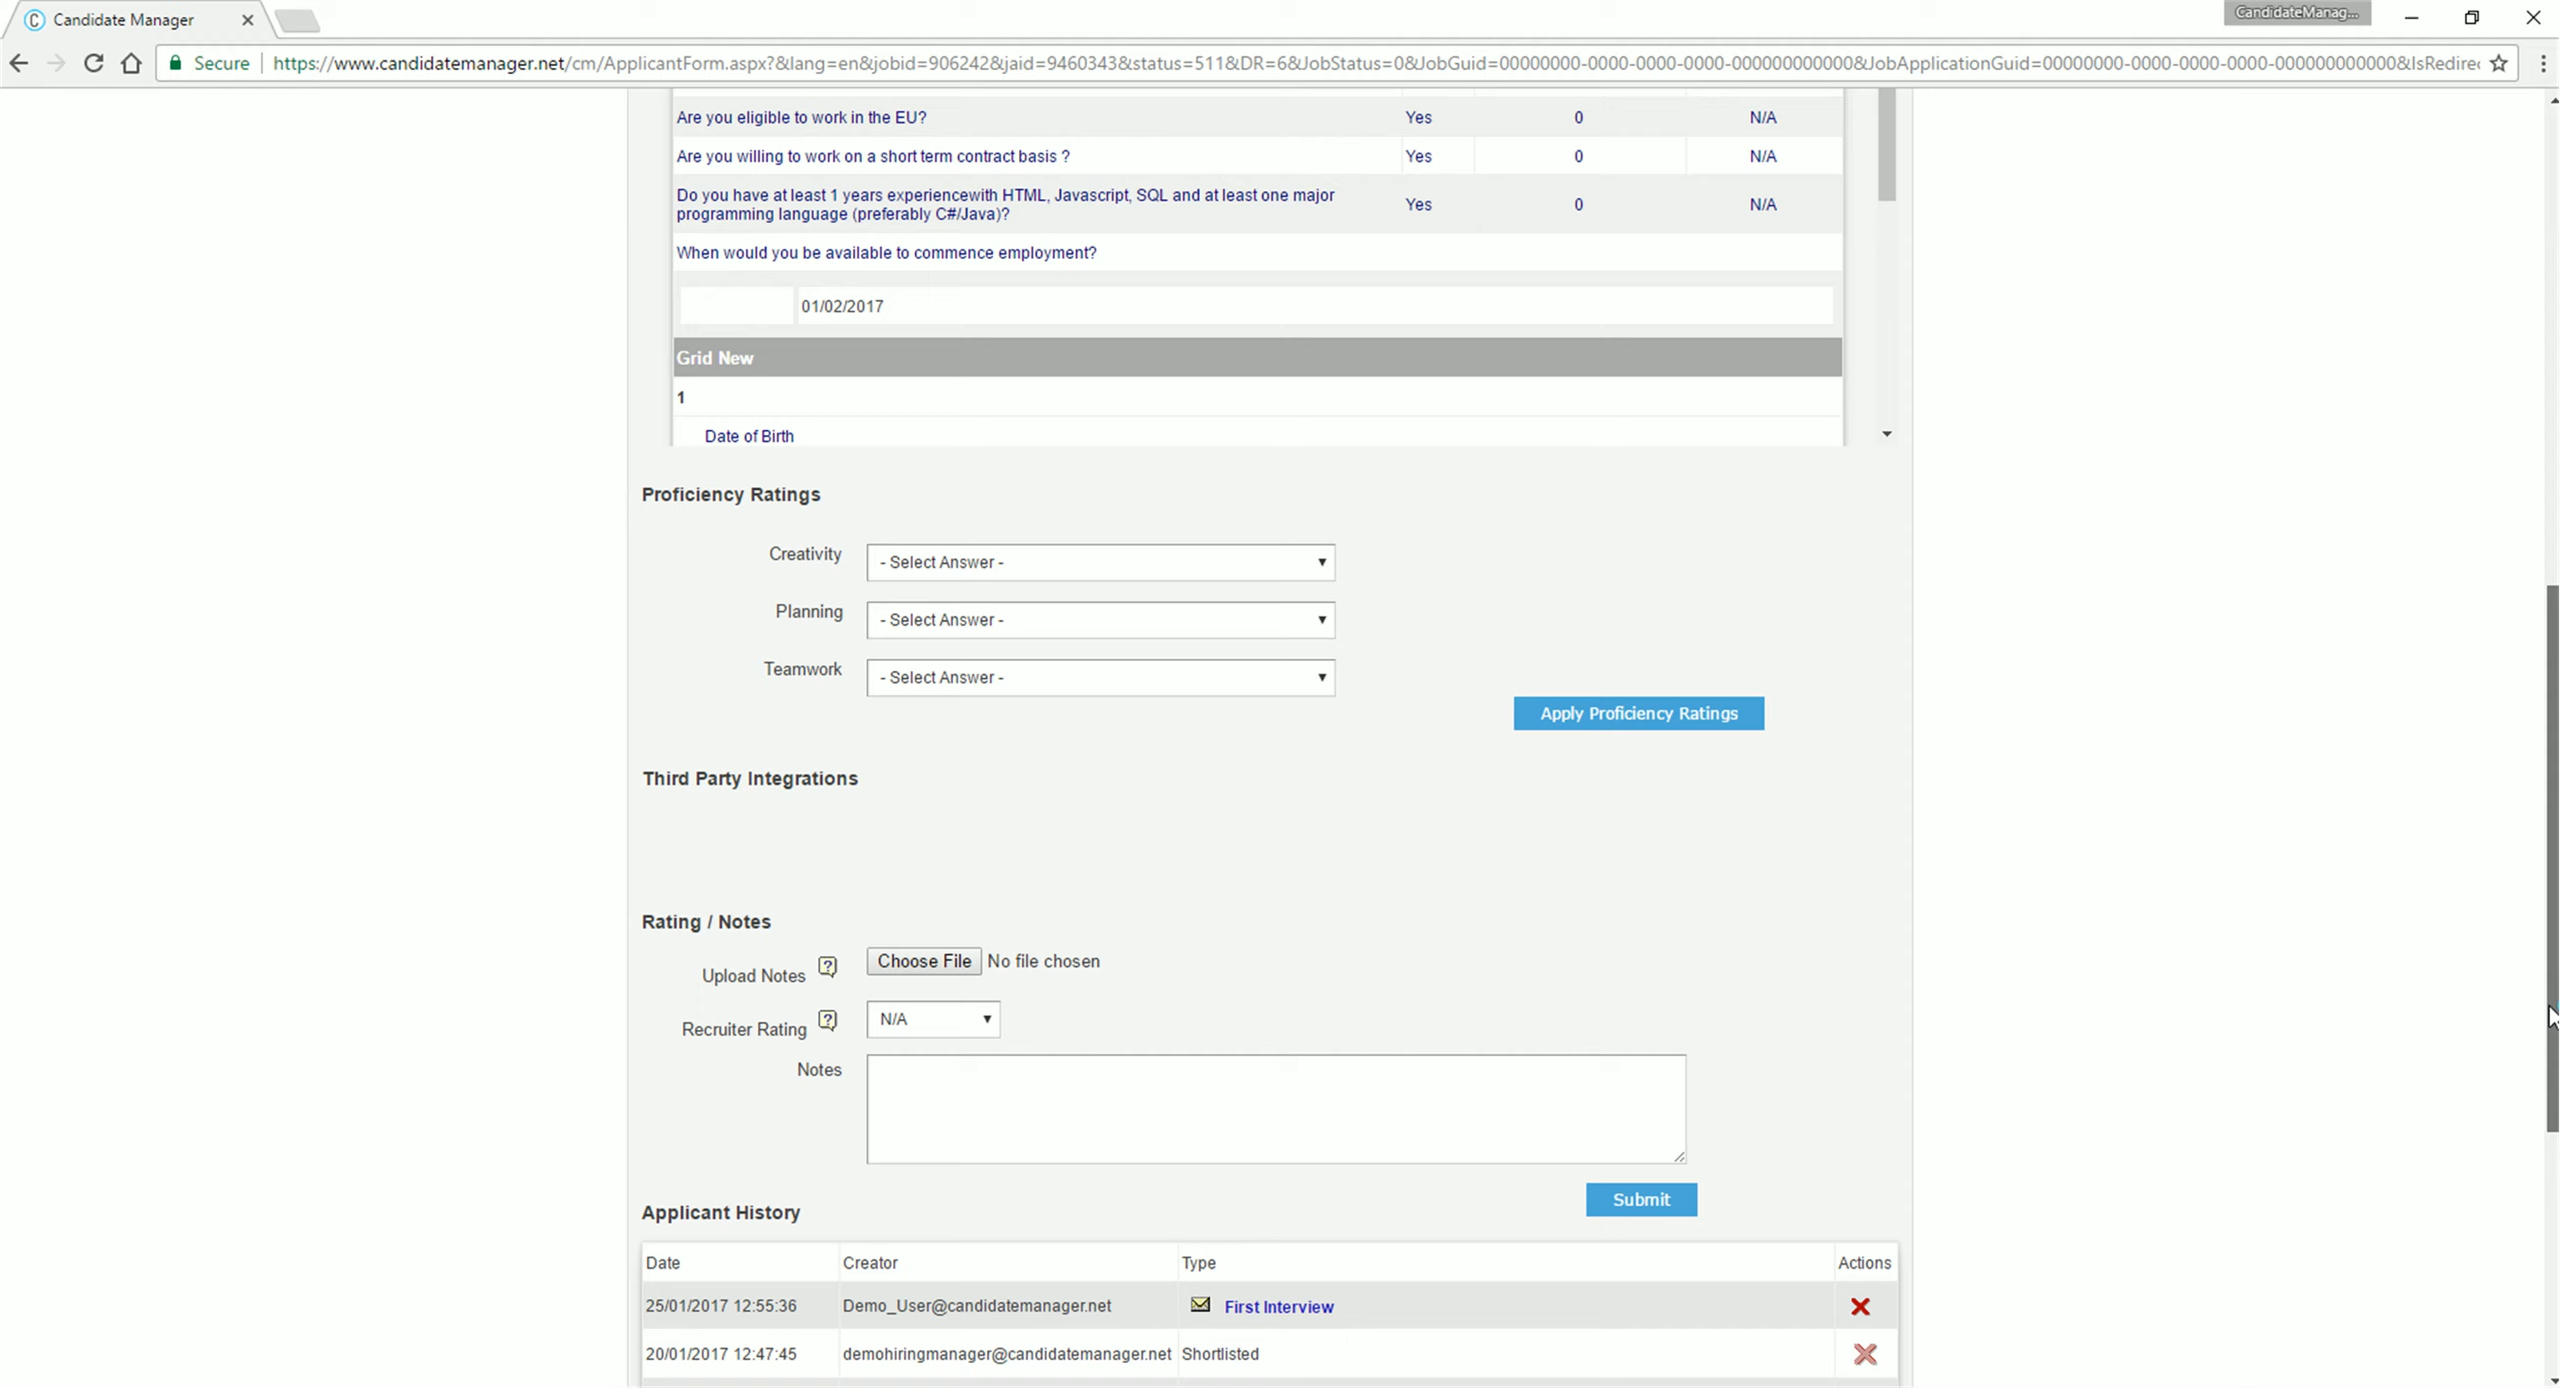 Candidate Manager
CandidateManag...
Secure
https://www.candidatemanager.net/cm/ApplicantForm.aspx?&lang=en&jobid=906242&jaid=9460343&status=511&DR=6&JobStatus=0&JobGuid=00000000-0000-0000-0000-000000000000&JobApplicationGuid=00000000-0000-0000-0000-000000000000&IsRedirec
Are you eligible to work in the EU? Yes 0 N/A
Are you willing to work on a short term contract basis ? Yes 0 N/A
Do you have at least 1 years experiencewith HTML, Javascript, SQL and at least one major
programming language (preferably C#/Java)? Yes 0 N/A
When would you be available to commence employment?
01/02/2017
Grid New
1
Date of Birth
Proficiency Ratings
Creativity - Select Answer -
Planning - Select Answer -
Teamwork - Select Answer -
Apply Proficiency Ratings
Third Party Integrations
Rating / Notes
Upload Notes ? Choose File No file chosen
Recruiter Rating ? N/A
Notes
Submit
Applicant History
Date Creator Type Actions
25/01/2017 12:55:36 Demo_User@candidatemanager.net First Interview
20/01/2017 12:47:45 demohiringmanager@candidatemanager.net Shortlisted